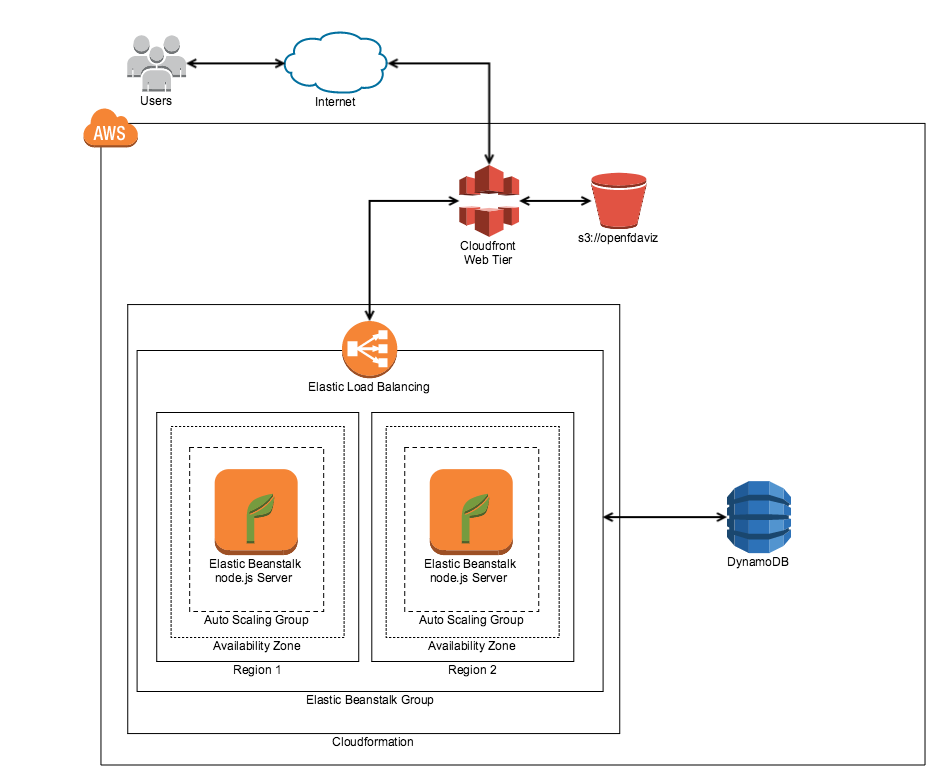 Users
Internet
AWS
Cloudfront
Web Tier
s3://openfdaviz
Elastic Load Balancing
Elastic Beanstalk
node.js Server
Auto Scaling Group
Availability Zone
Region 1
Elastic Beanstalk
node.js Server
Auto Scaling Group
Availability Zone
Region 2
DynamoDB
Elastic Beanstalk Group
Cloudformation